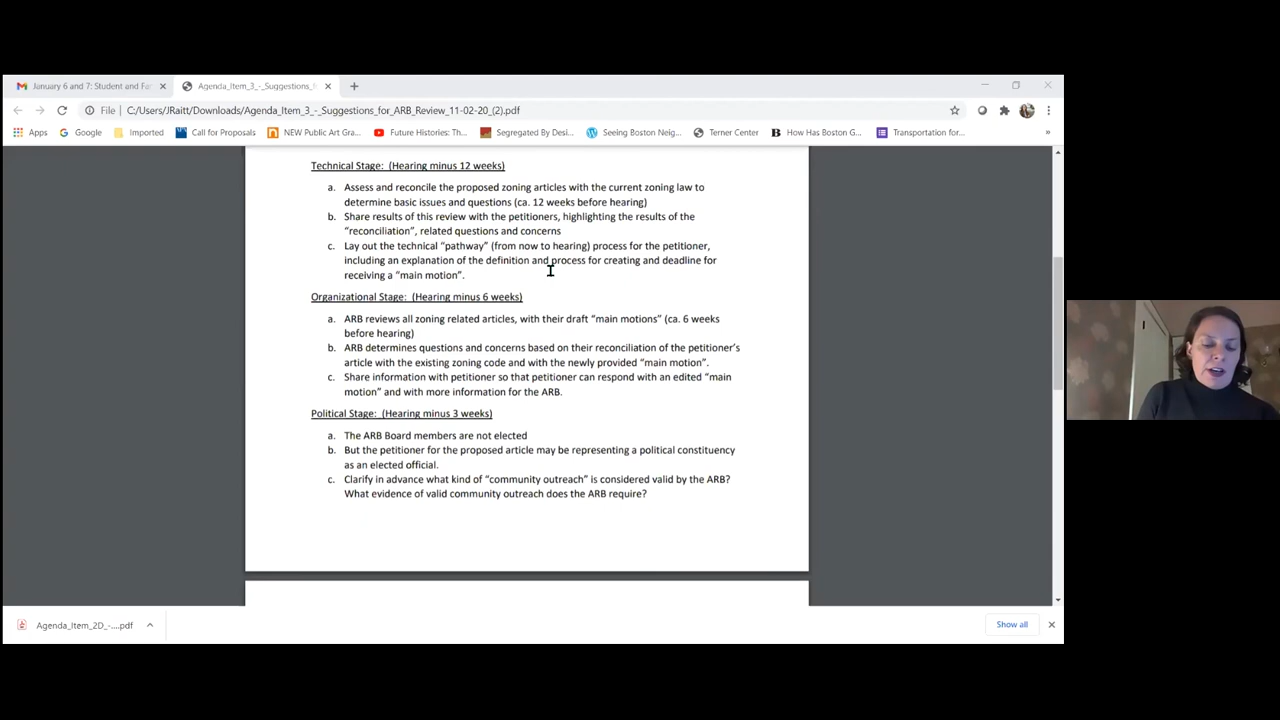 January 6 and 7: Student and Fa
Agenda_Item_3_-_Suggestions_f
File | C:/Users/JRaitt/Downloads/Agenda_Item_3_-_Suggestions_for_ARB_Review_11-02-20_(2).pdf
Apps Google Imported Call for Proposals NEW Public Art Gra... Future Histories: Th... Segregated By Desi... Seeing Boston Neig... Terner Center How Has Boston G... Transportation for... »
Technical Stage: (Hearing minus 12 weeks)
a. Assess and reconcile the proposed zoning articles with the current zoning law to
determine basic issues and questions (ca. 12 weeks before hearing)
b. Share results of this review with the petitioners, highlighting the results of the
“reconciliation”, related questions and concerns
c. Lay out the technical “pathway” (from now to hearing) process for the petitioner,
including an explanation of the definition and process for creating and deadline for
receiving a “main motion”.
Organizational Stage: (Hearing minus 6 weeks)
a. ARB reviews all zoning related articles, with their draft “main motions” (ca. 6 weeks
before hearing)
b. ARB determines questions and concerns based on their reconciliation of the petitioner’s
article with the existing zoning code and with the newly provided “main motion”.
c. Share information with petitioner so that petitioner can respond with an edited “main
motion” and with more information for the ARB.
Political Stage: (Hearing minus 3 weeks)
a. The ARB Board members are not elected
b. But the petitioner for the proposed article may be representing a political constituency
as an elected official.
c. Clarify in advance what kind of “community outreach” is considered valid by the ARB?
What evidence of valid community outreach does the ARB require?
Agenda_Item_2D_-....pdf
Show all